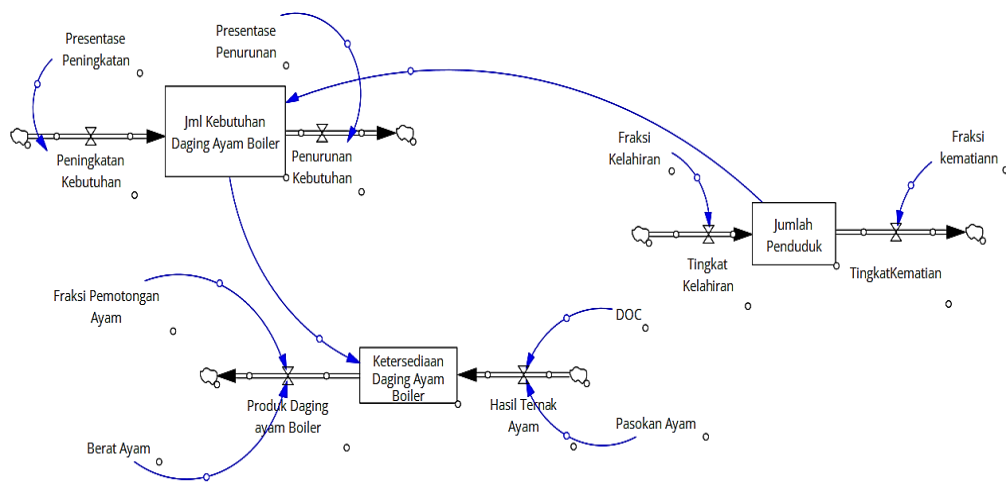 Presentase
Peningkatan
Presentase
Penurunan
Jml Kebutuhan
Daging Ayam Boiler
Peningkatan
Kebutuhan
Penurunan
Kebutuhan
Fraksi
Kelahiran
Fraksi
kematiann
Jumlah
Penduduk
Tingkat
Kelahiran
TingkatKematian
Fraksi Pemotongan
Ayam
DOC
Ketersediaan
Daging Ayam
Boiler
Produk Daging
ayam Boiler
Hasil Ternak
Ayam
Pasokan Ayam
Berat Ayam